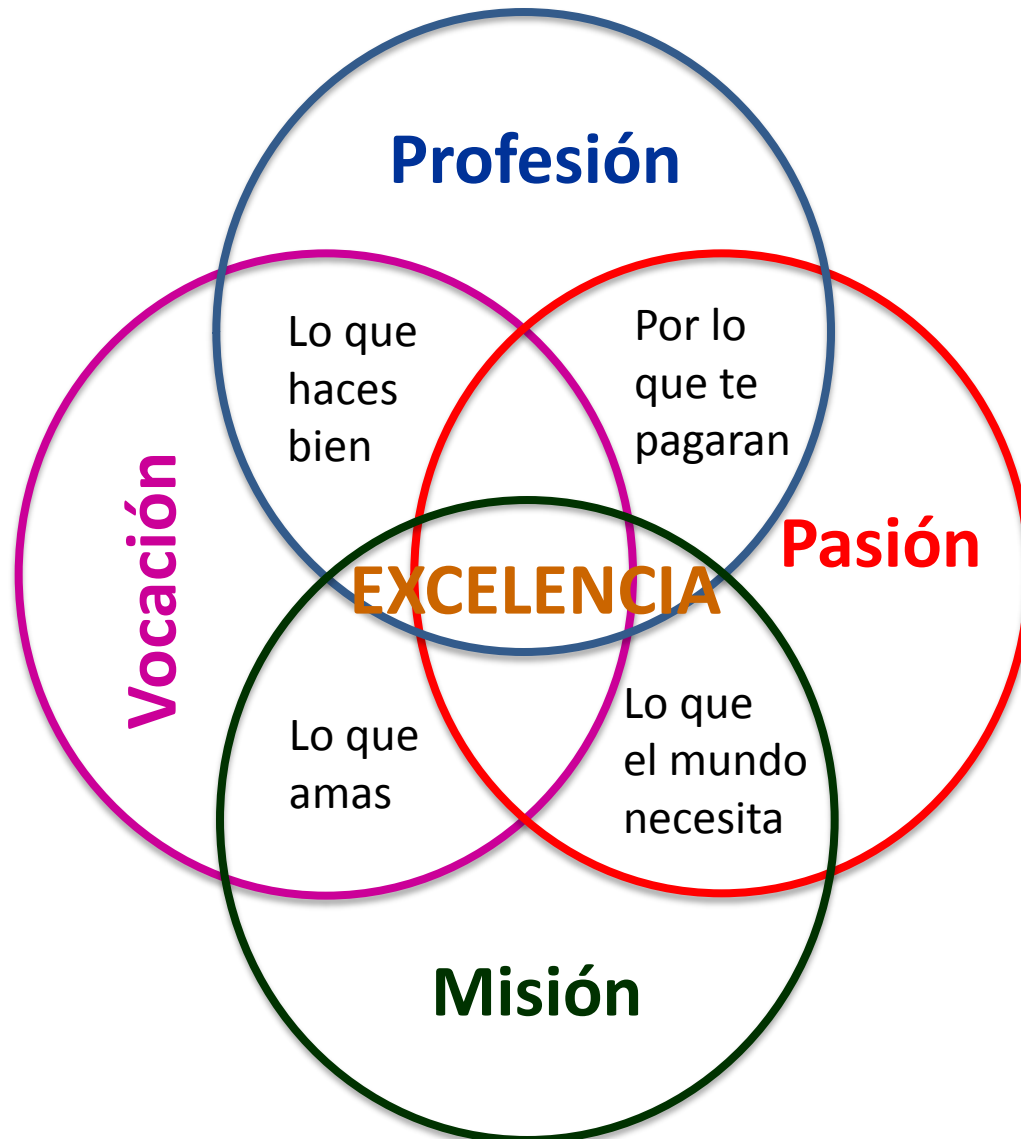 Profesión
Lo que
haces
bien
Por lo
que te
pagaran
Vocación
Pasión
EXCELENCIA
Lo que
amas
Lo que
el mundo
necesita
Misión